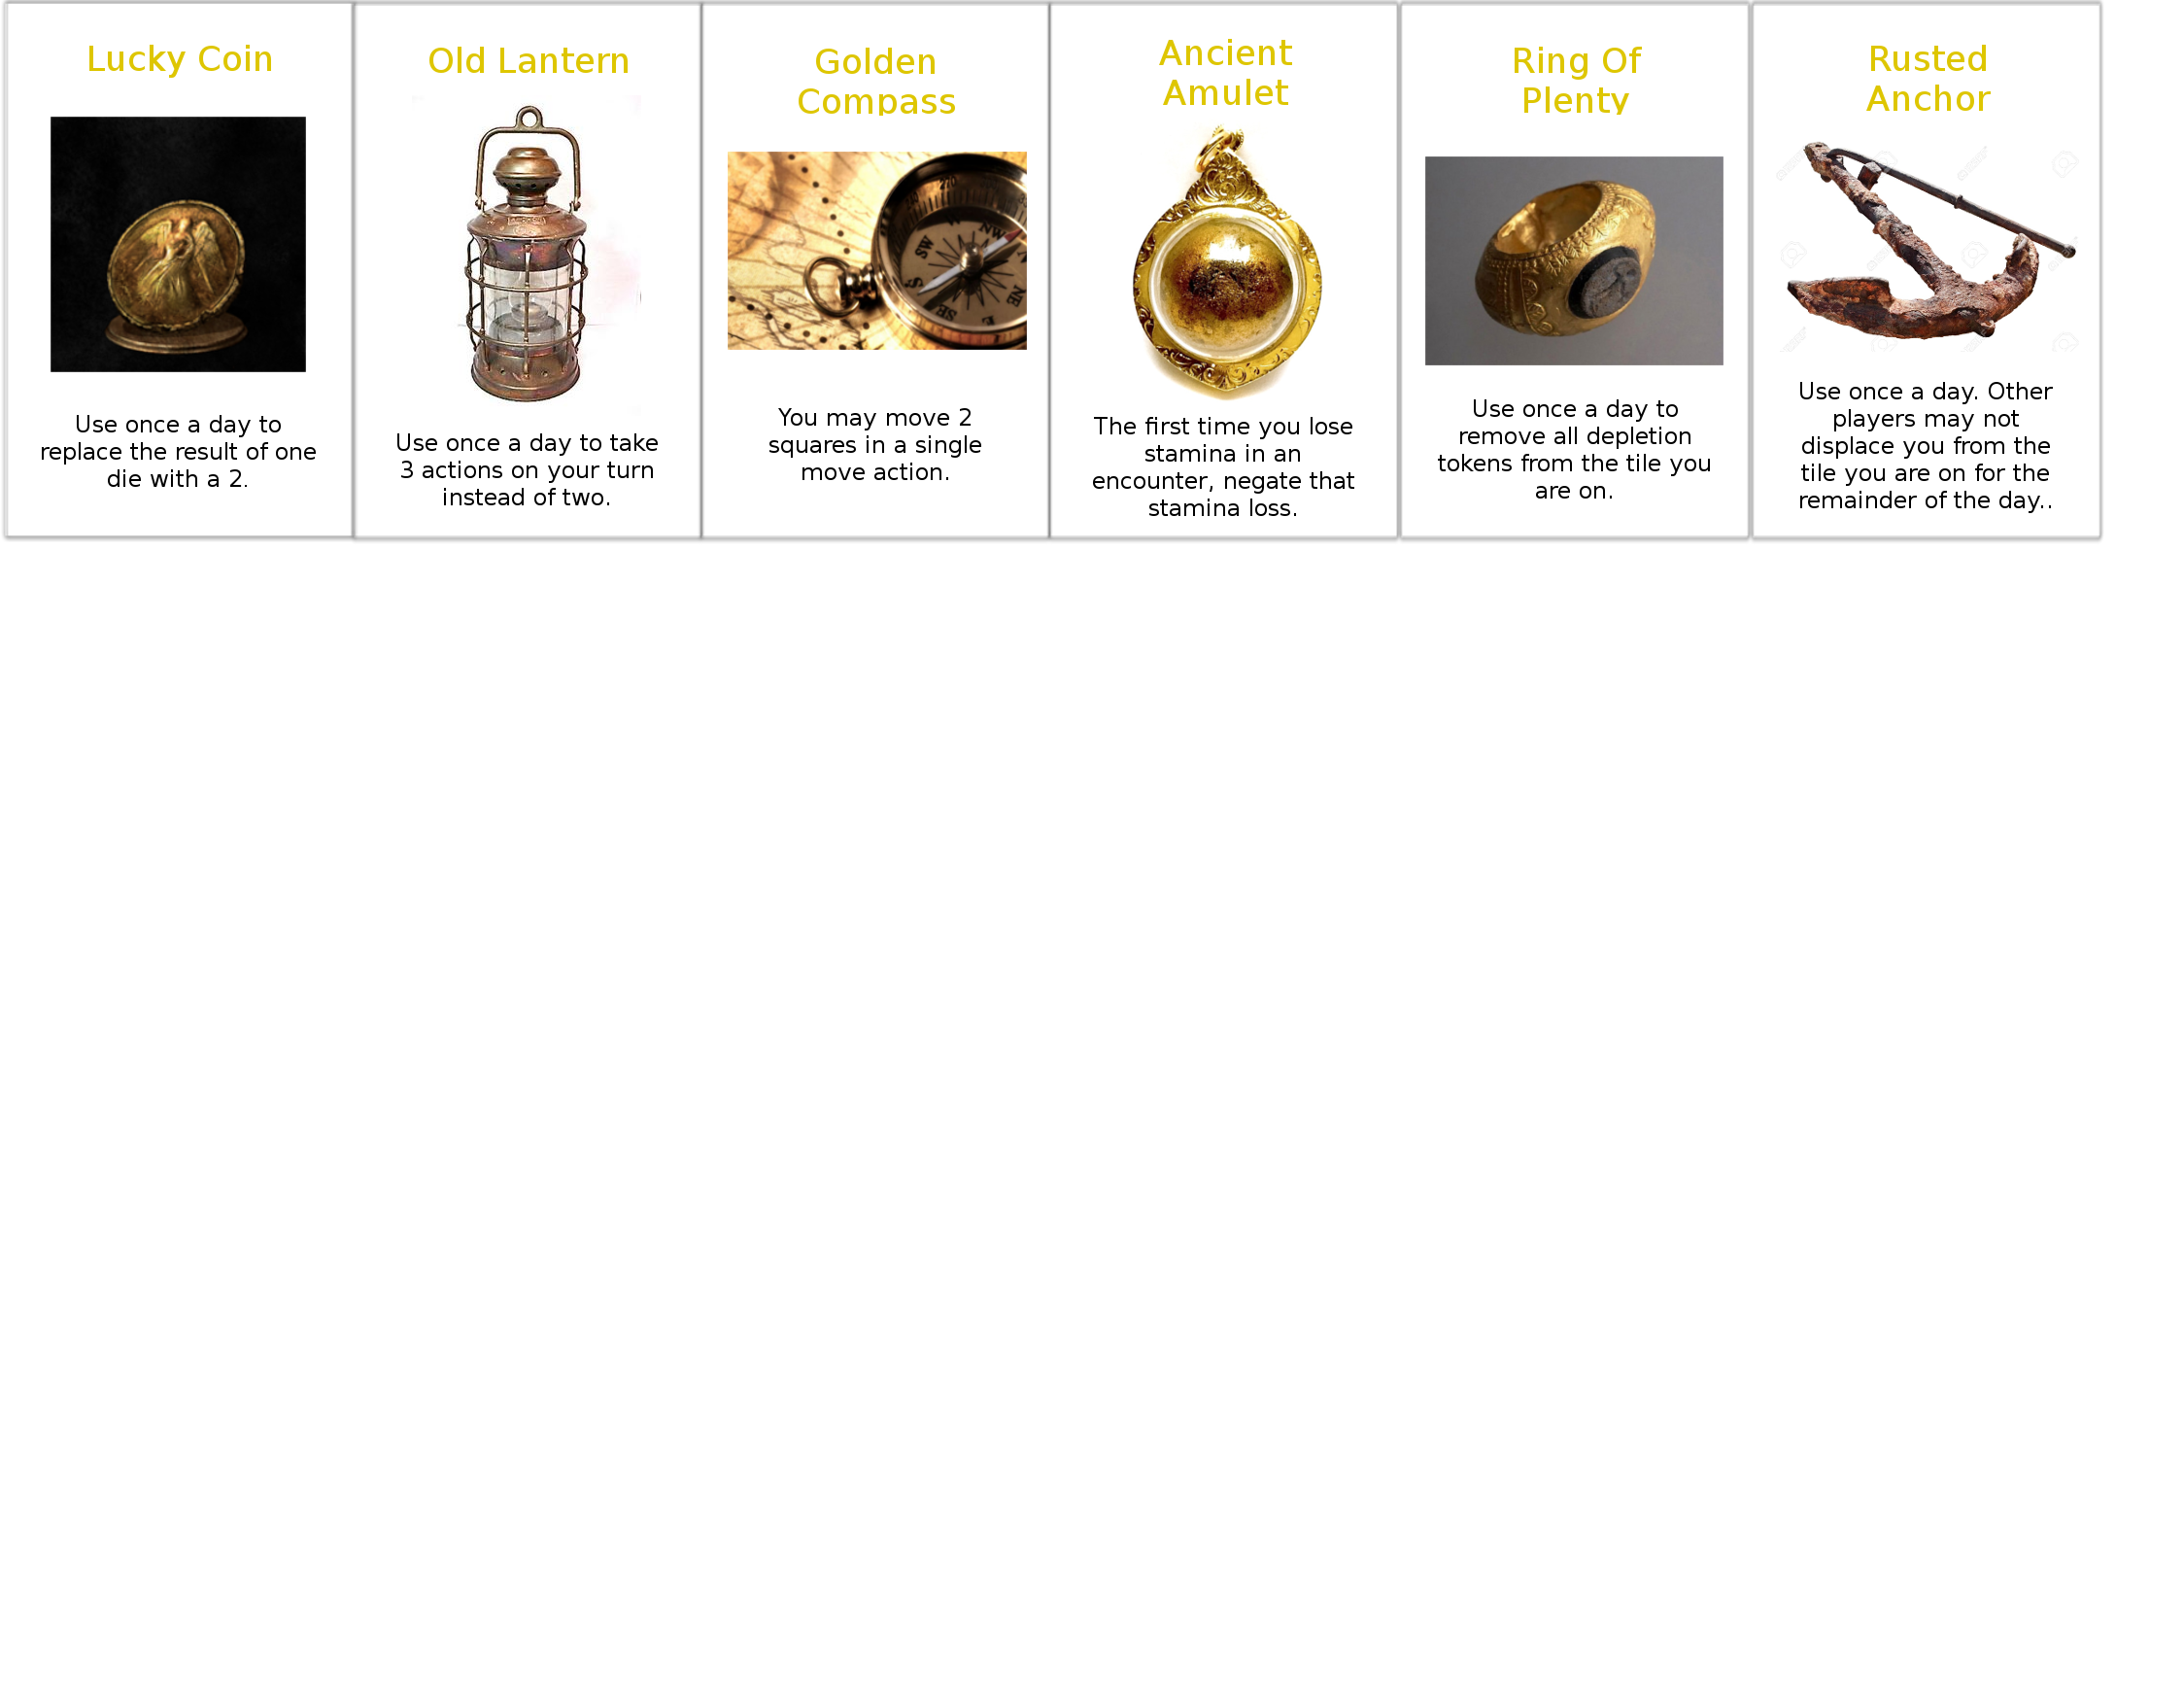 Lucky Coin
Use once a day to
replace the result of one
die with a 2.
Old Lantern
Use once a day to take
3 actions on your turn
instead of two.
Golden
Compass
SW
NW
S
SE
E
NE
You may move 2
squares in a single
move action.
Ancient
Amulet
The first time you lose
stamina in an
encounter, negate that
stamina loss.
Ring Of
Plenty
Use once a day to
remove all depletion
tokens from the tile you
are on.
Rusted
Anchor
Use once a day. Other
players may not
displace you from the
tile you are on for the
remainder of the day..